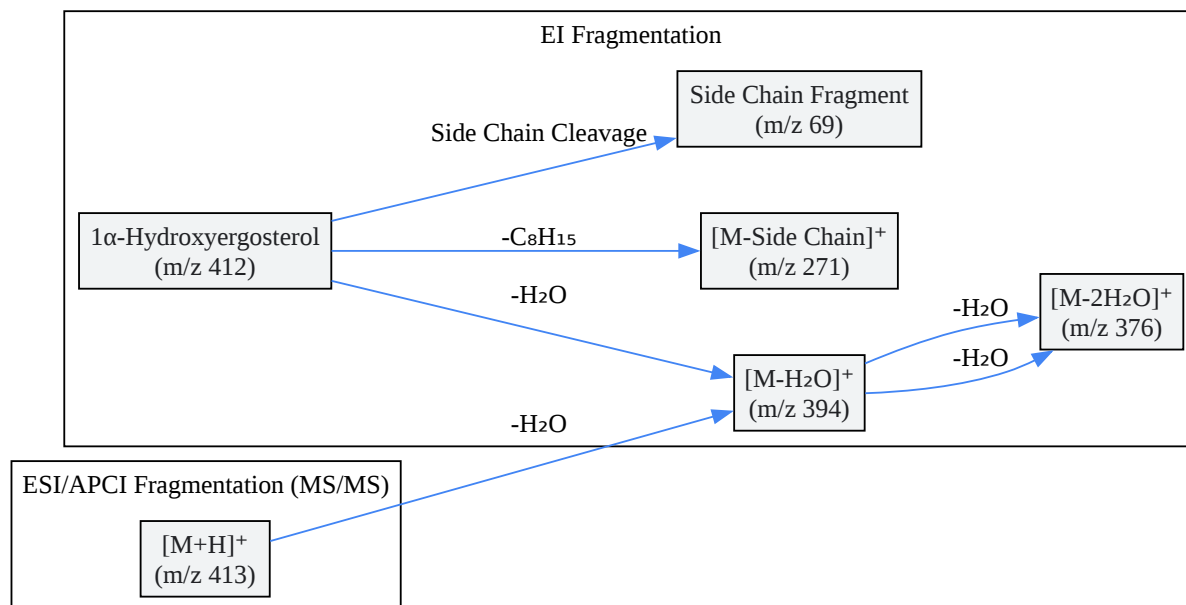 EI Fragmentation
Side Chain Fragment
(m/z 69)
Side Chain Cleavage
1α-Hydroxyergosterol
(m/z 412)
-C₈H₁₅
[M-Side Chain]⁺
(m/z 271)
-H₂O
[M-H₂O]⁺
(m/z 394)
-H₂O
-H₂O
[M-2H₂O]⁺
(m/z 376)
-H₂O
ESI/APCI Fragmentation (MS/MS)
[M+H]⁺
(m/z 413)